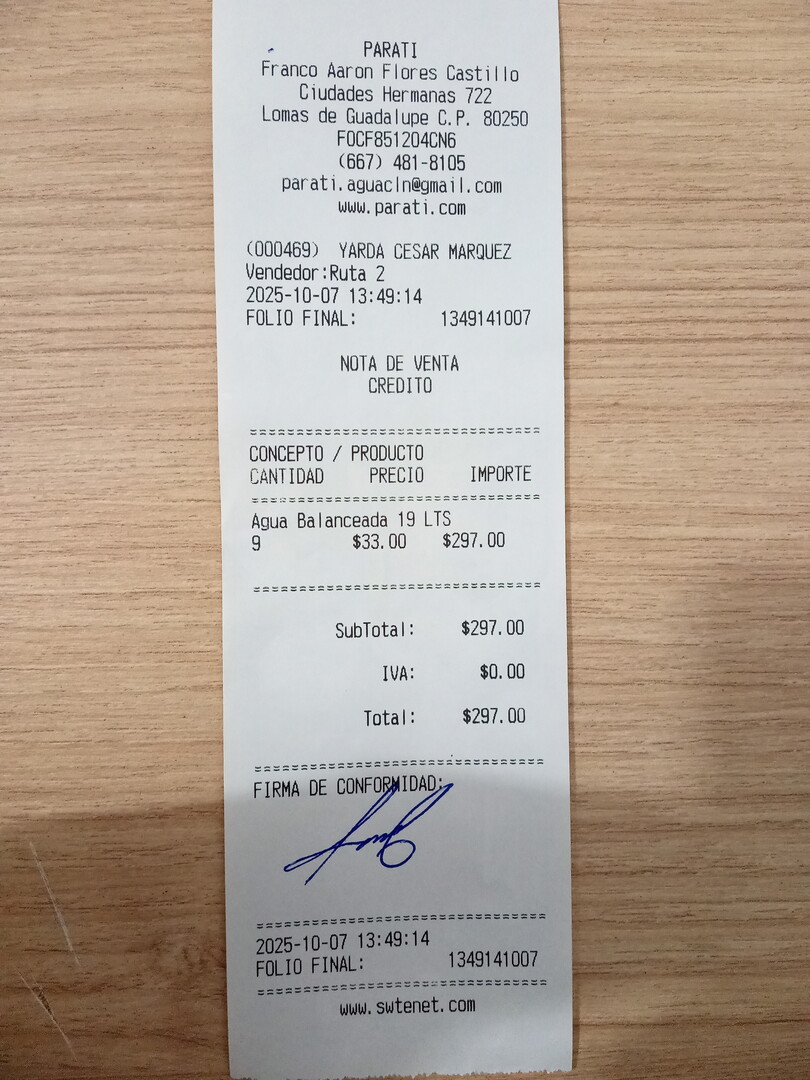 PARATI
Franco Aaron Flores Castillo
Ciudades Hermanas 722
Lomas de Guadalupe C.P. 80250
FOCF851204CN6
(667) 481-8105
parati.aguacln@gmail.com
www.parati.com
(000469) YARDA CESAR MARQUEZ
Vendedor:Ruta 2
2025-10-07 13:49:14
FOLIO FINAL: 1349141007
NOTA DE VENTA
CREDITO
==============================
CONCEPTO / PRODUCTO
CANTIDAD PRECIO IMPORTE
==============================
Agua Balanceada 19 LTS
9 $33.00 $297.00
==============================
SubTotal: $297.00
IVA: $0.00
Total: $297.00
==============================
FIRMA DE CONFORMIDAD:
==============================
2025-10-07 13:49:14
FOLIO FINAL: 1349141007
==============================
www.swtenet.com